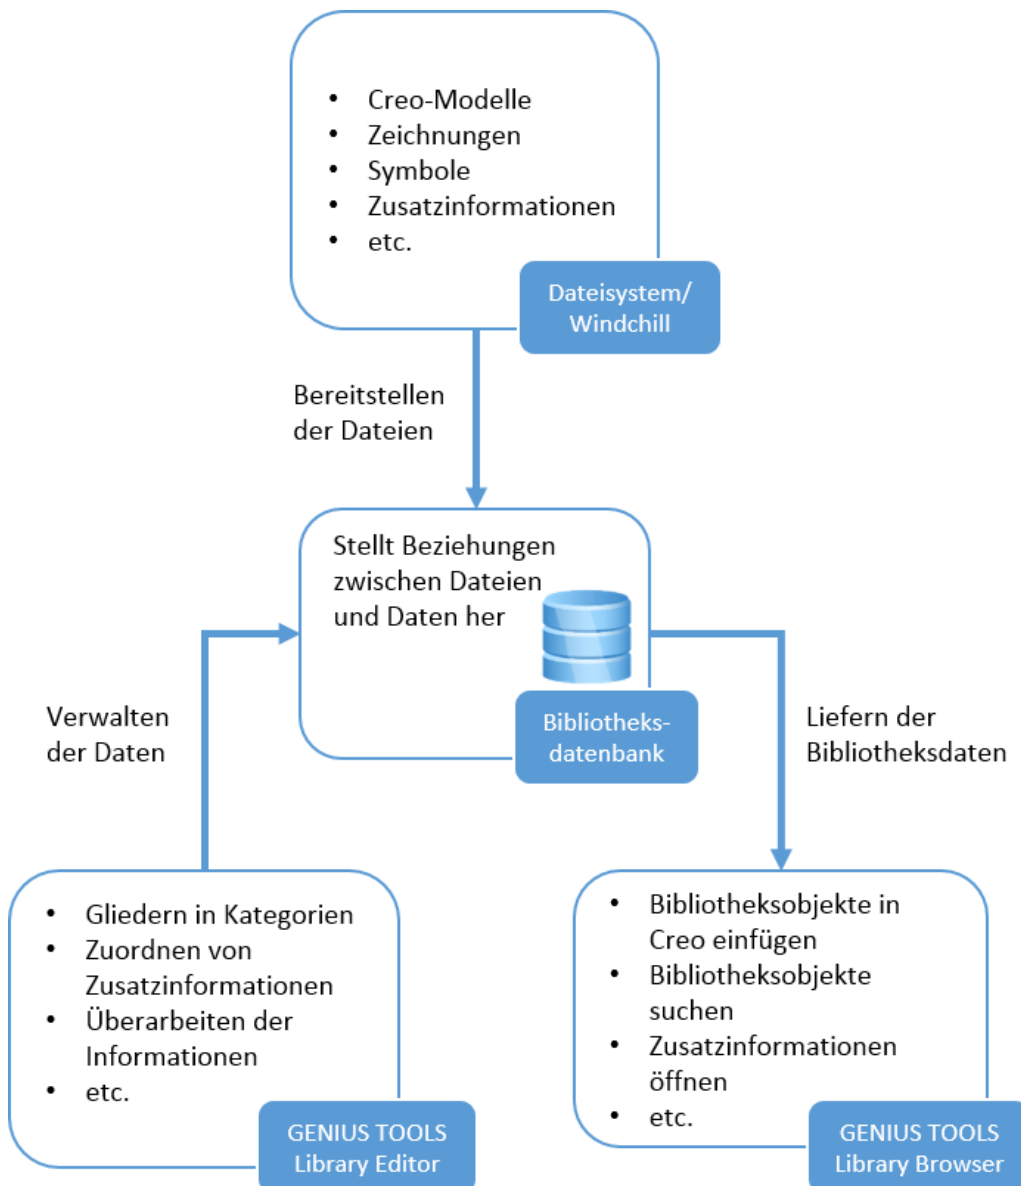 • Creo-Modelle
• Zeichnungen
• Symbole
• Zusatzinformationen
• etc.
Dateisystem/
Windchill
Bereitstellen
der Dateien
Stellt Beziehungen
zwischen Dateien
und Daten her
Bibliotheks-
datenbank
Verwalten
der Daten
Liefern der
Bibliotheksdaten
• Gliedern in Kategorien
• Zuordnen von
Zusatzinformationen
• Überarbeiten der
Informationen
• etc.
GENIUS TOOLS
Library Editor
• Bibliotheksobjekte in
Creo einfügen
• Bibliotheksobjekte
suchen
• Zusatzinformationen
öffnen
• etc.
GENIUS TOOLS
Library Browser